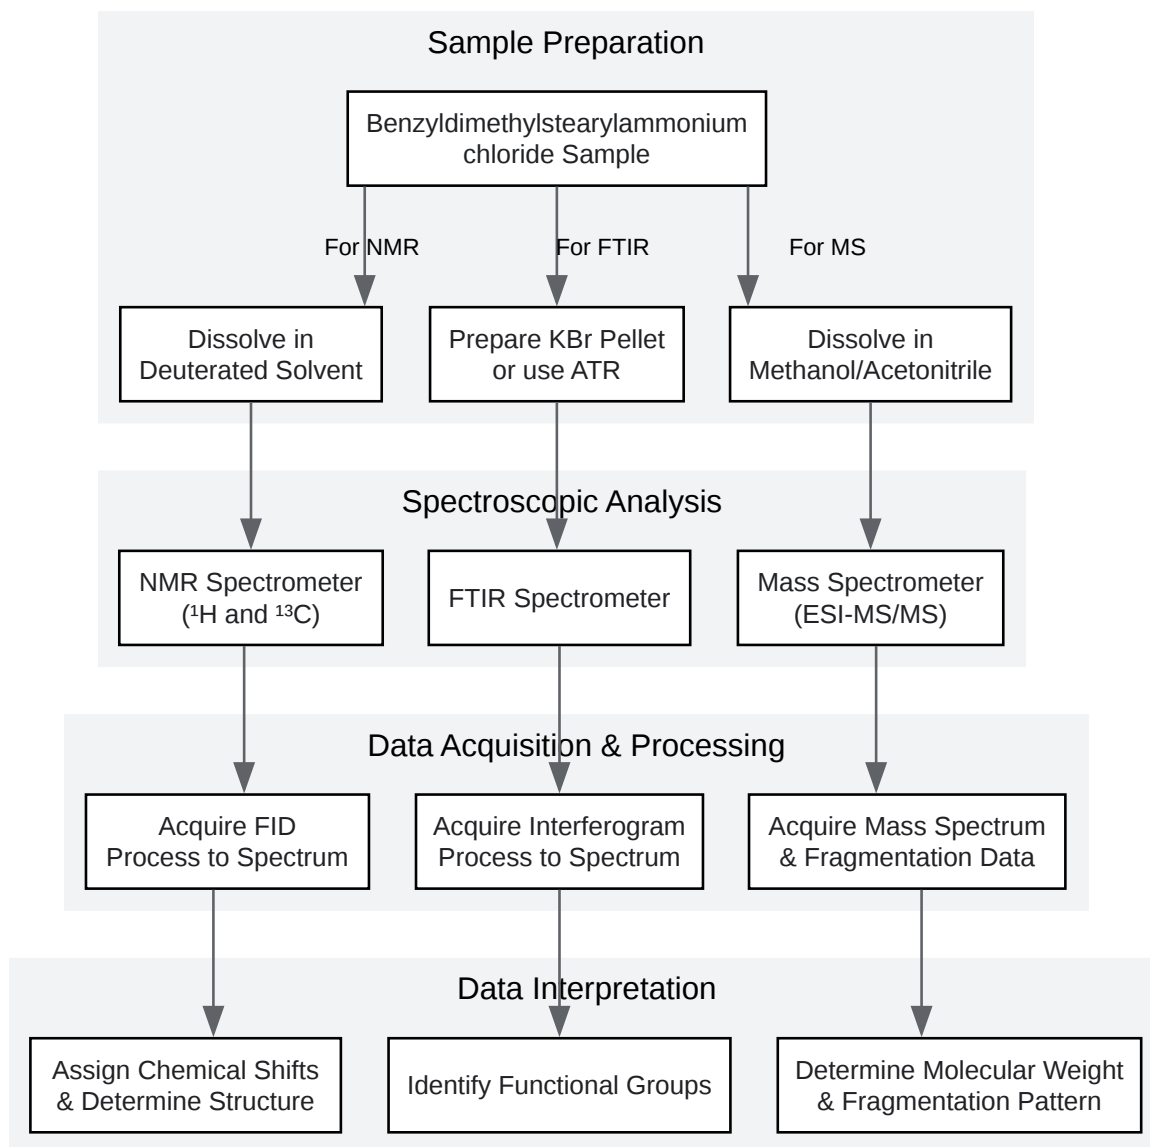 Sample Preparation
Benzyldimethylstearylammonium
chloride Sample
For NMR
For FTIR
For MS
Dissolve in
Deuterated Solvent
Prepare KBr Pellet
or use ATR
Dissolve in
Methanol/Acetonitrile
Spectroscopic Analysis
NMR Spectrometer
(¹H and ¹³C)
FTIR Spectrometer
Mass Spectrometer
(ESI-MS/MS)
Data Acquisition & Processing
Acquire FID
Process to Spectrum
Acquire Interferogram
Process to Spectrum
Acquire Mass Spectrum
& Fragmentation Data
Data Interpretation
Assign Chemical Shifts
& Determine Structure
Identify Functional Groups
Determine Molecular Weight
& Fragmentation Pattern